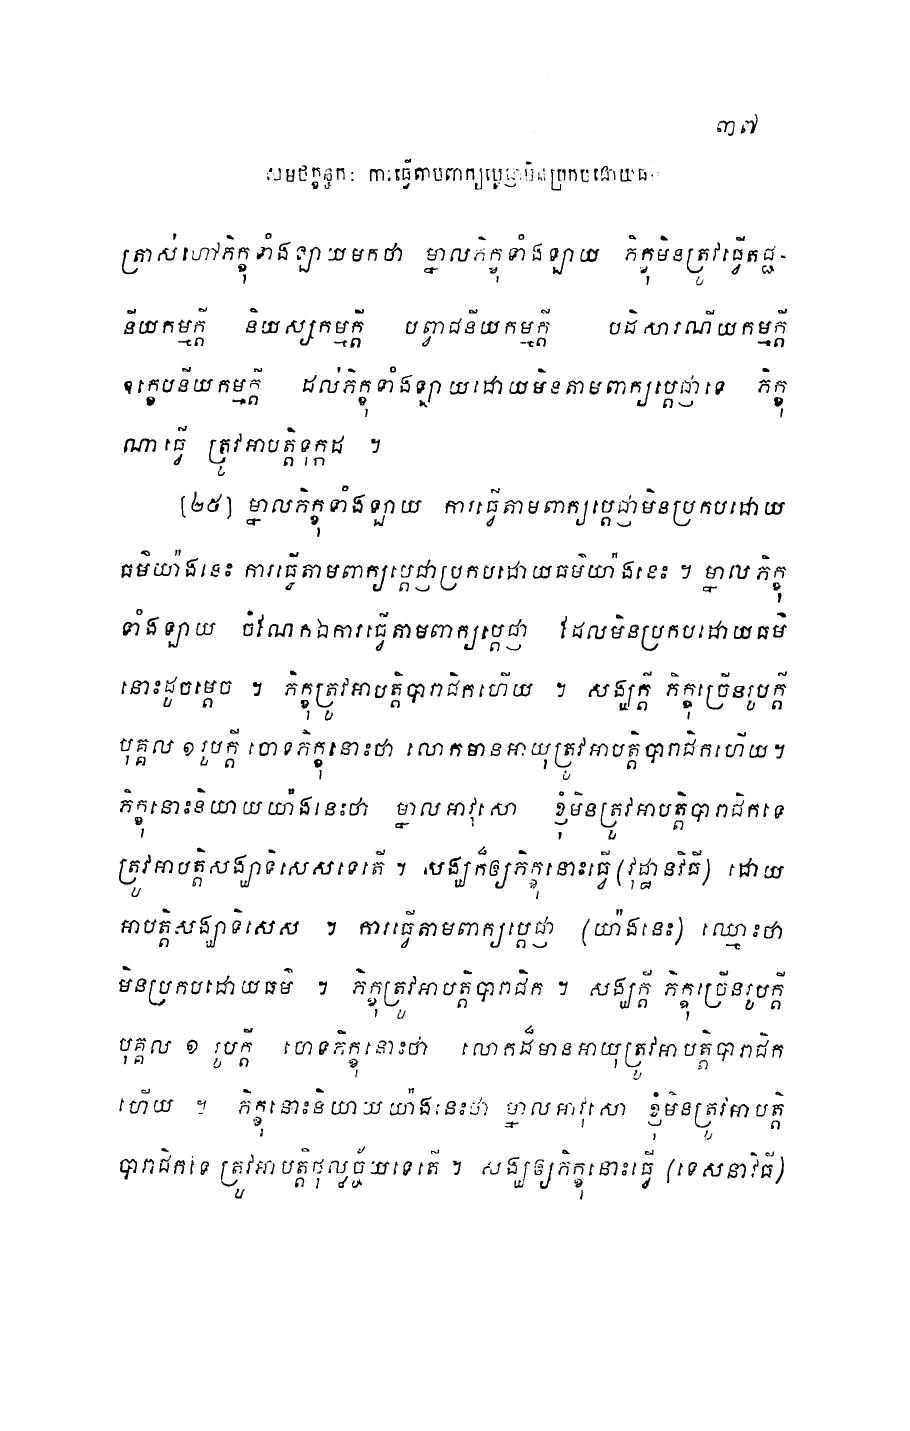 ៣៧
សមថក្ខន្ធកៈ ការធ្វើតាមពាក្យប្តេជ្ញាមិនប្រកបដោយធម៌
ត្រាស់ហៅភិក្ខុទាំងឡាយមកថា ម្នាលភិក្ខុទាំងឡាយ ភិក្ខុមិនត្រូវធ្វើតជ្ជ-
នីយកម្មក្តី និយស្សកម្មក្តី បព្វាជនីយកម្មក្តី បដិសារណីយកម្មក្តី
ឧក្ខេបនីយកម្មក្តី ដល់ភិក្ខុទាំងឡាយដោយមិនតាមពាក្យប្តេជ្ញាទេ ភិក្ខុ
ណាធ្វើ ត្រូវអាបត្តិទុក្កដ ។
[២៥] ម្នាលភិក្ខុទាំងឡាយ ការធ្វើតាមពាក្យប្តេជ្ញាមិនប្រកបដោយ
ធម៌យ៉ាងនេះ ការធ្វើតាមពាក្យប្តេជ្ញាប្រកបដោយធម៌យ៉ាងនេះ ។ ម្នាលភិក្ខុ
ទាំងឡាយ ចំណែកឯការធ្វើតាមពាក្យប្តេជ្ញា ដែលមិនប្រកបដោយធម៌
នោះដូចម្តេច ។ ភិក្ខុត្រូវអាបត្តិបារាជិកហើយ ។ សង្ឃក្តី ភិក្ខុច្រើនរូបក្តី
បុគ្គល ១ រូបក្តី ចោទភិក្ខុនោះថា លោកមានអាយុត្រូវអាបត្តិបារាជិកហើយ។
ភិក្ខុនោះនិយាយយ៉ាងនេះថា ម្នាលអាវុសោ ខ្ញុំមិនត្រូវអាបត្តិបារាជិកទេ
ត្រូវអាបត្តិសង្ឃាទិសេសទេតើ ។ សង្ឃក៏ឲ្យភិក្ខុនោះធ្វើ (វុដ្ឋានវិធី) ដោយ
អាបត្តិសង្ឃាទិសេស ។ ការធ្វើតាមពាក្យប្តេជ្ញា (យ៉ាងនេះ) ឈ្មោះថា
មិនប្រកបដោយធម៌ ។ ភិក្ខុត្រូវអាបត្តិបារាជិក ។ សង្ឃក្តី ភិក្ខុច្រើនរូបក្តី
បុគ្គល ១ រូបក្តី ចោទភិក្ខុនោះថា លោកដ៏មានអាយុត្រូវអាបត្តិបារាជិក
ហើយ ។ ភិក្ខុនោះនិយាយយ៉ាងនេះថា ម្នាលអាវុសោ ខ្ញុំមិនត្រូវអាបត្តិ
បារាជិកទេ ត្រូវអាបត្តិថុល្លច្ច័យទេតើ ។ សង្ឃឲ្យភិក្ខុនោះធ្វើ (ទេសនាវិធី)